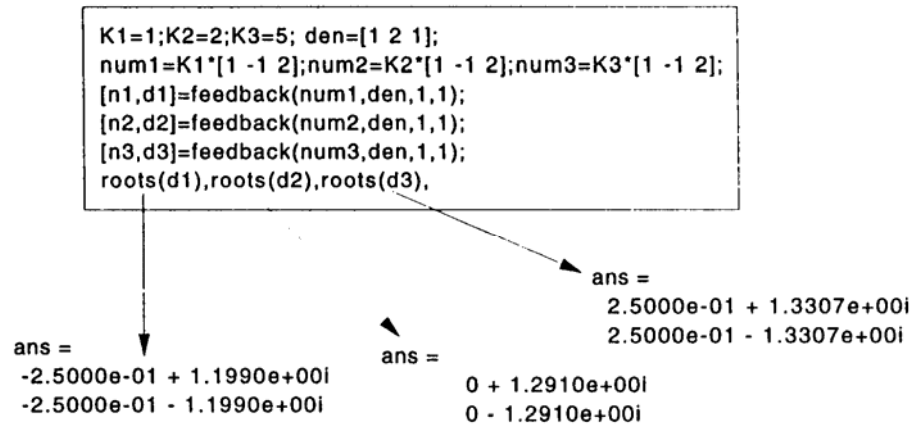 K1=1;K2=2;K3=5; den=[1 2 1];
num1=K1*[1 -1 2];num2=K2*[1 -1 2];num3=K3*[1 -1 2];
[n1,d1]=feedback(num1,den,1,1);
[n2,d2]=feedback(num2,den,1,1);
[n3,d3]=feedback(num3,den,1,1);
roots(d1),roots(d2),roots(d3),
ans =
2.5000e-01 + 1.3307e+00i
2.5000e-01 - 1.3307e+00i
ans =
-2.5000e-01 + 1.1990e+00i
-2.5000e-01 - 1.1990e+00i
ans =
0 + 1.2910e+00i
0 - 1.2910e+00i